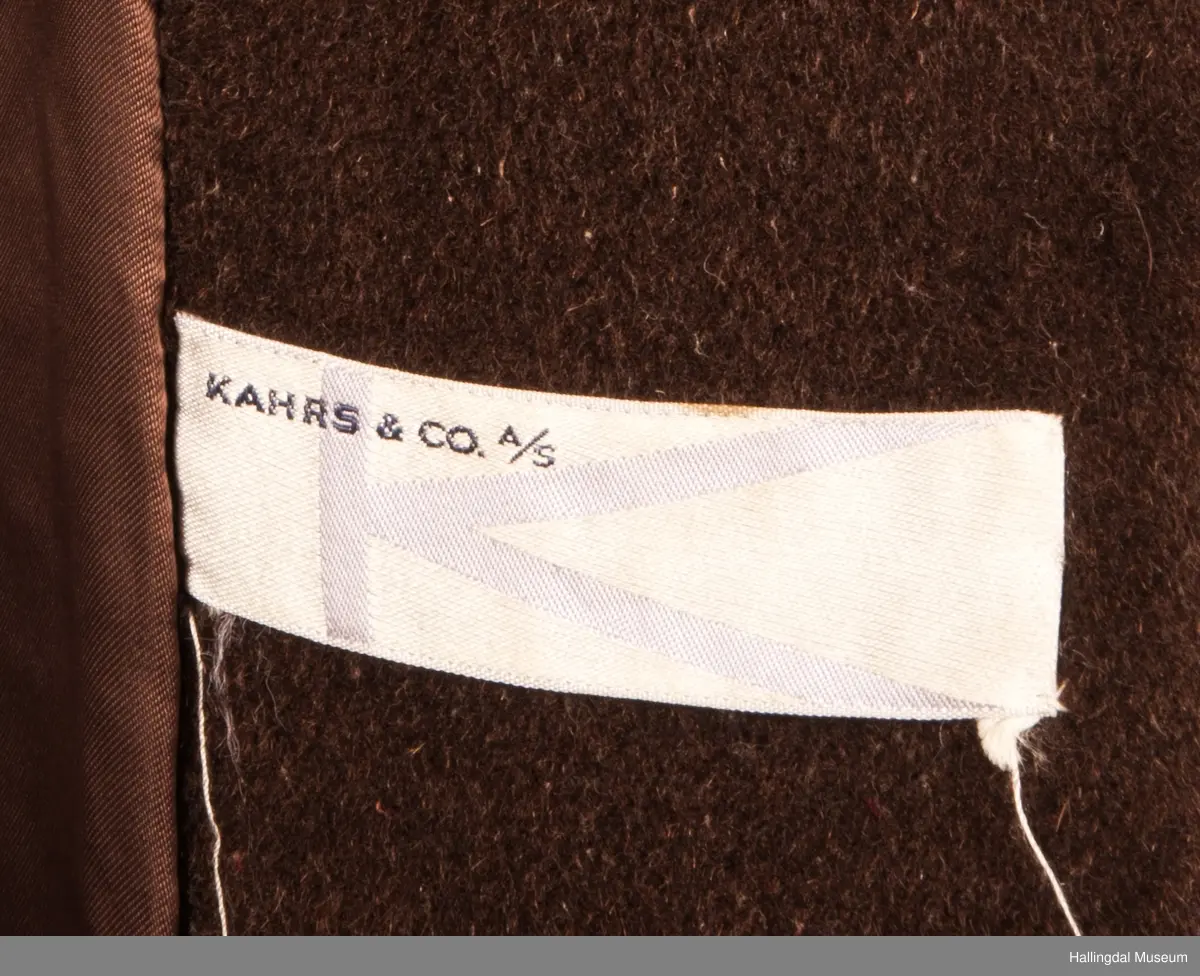 KAHRS & CO. A/S
K
Hallingdal Museum